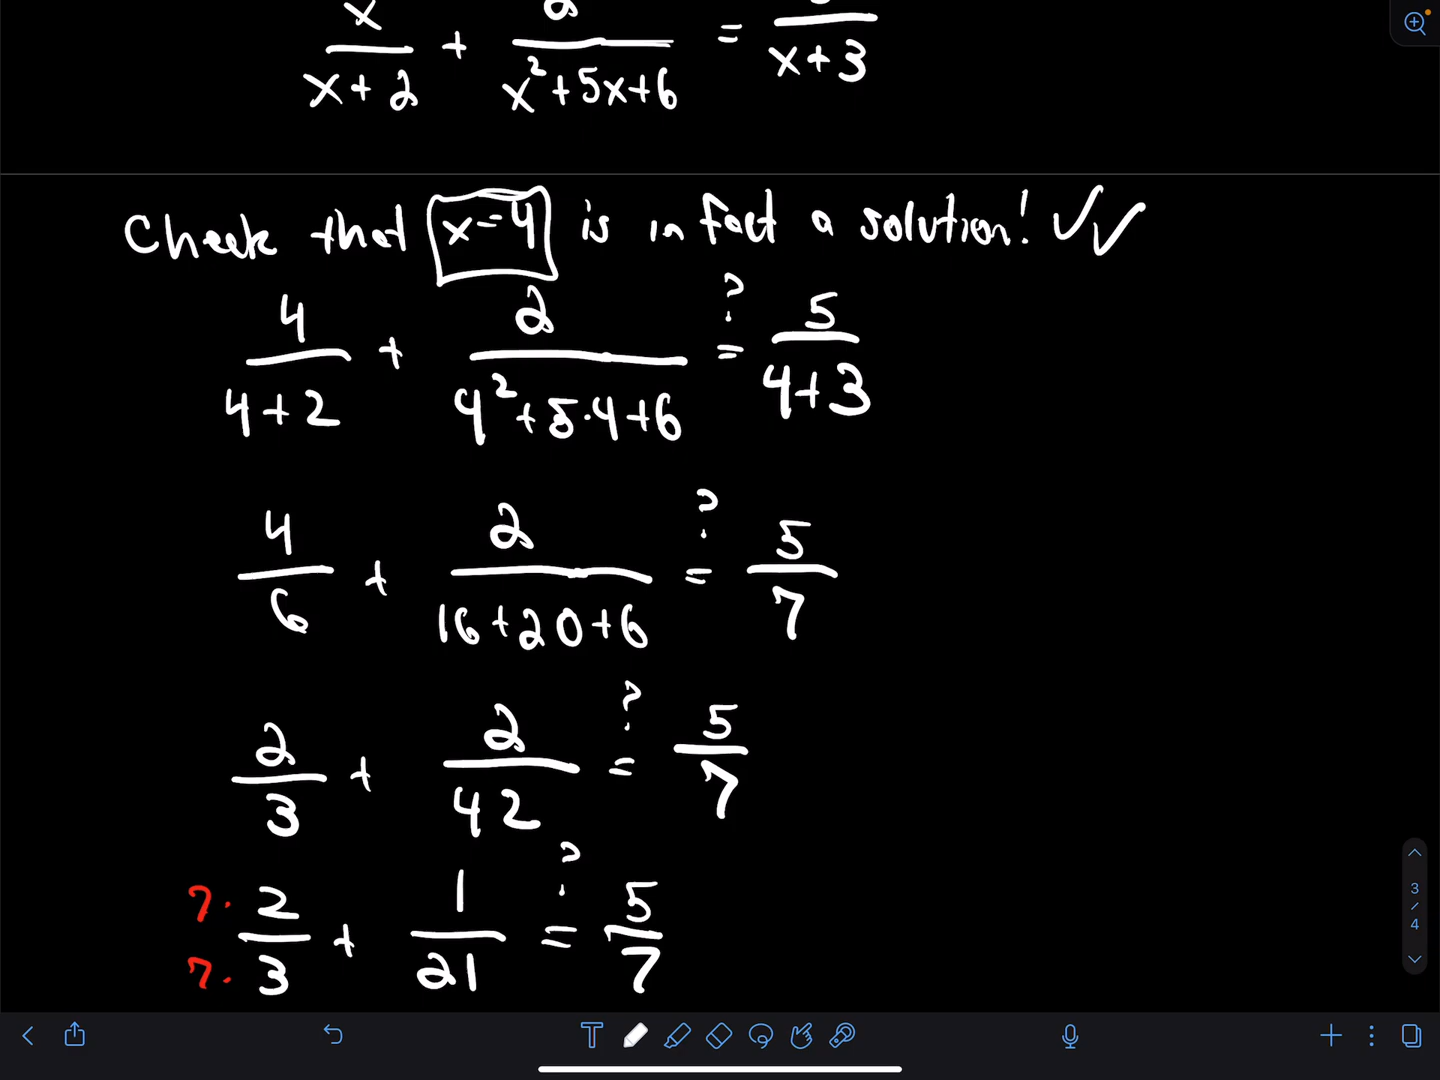 x/(x+2) + 2/(x²+5x+6) = 5/(x+3)
Check that x=4 is in fact a solution! ✓✓
4/(4+2) + 2/(4²+5·4+6) ?= 5/(4+3)
4/6 + 2/(16+20+6) ?= 5/7
2/3 + 2/42 ?= 5/7
7·2/7·3 + 1/21 ?= 5/7
3/4
T